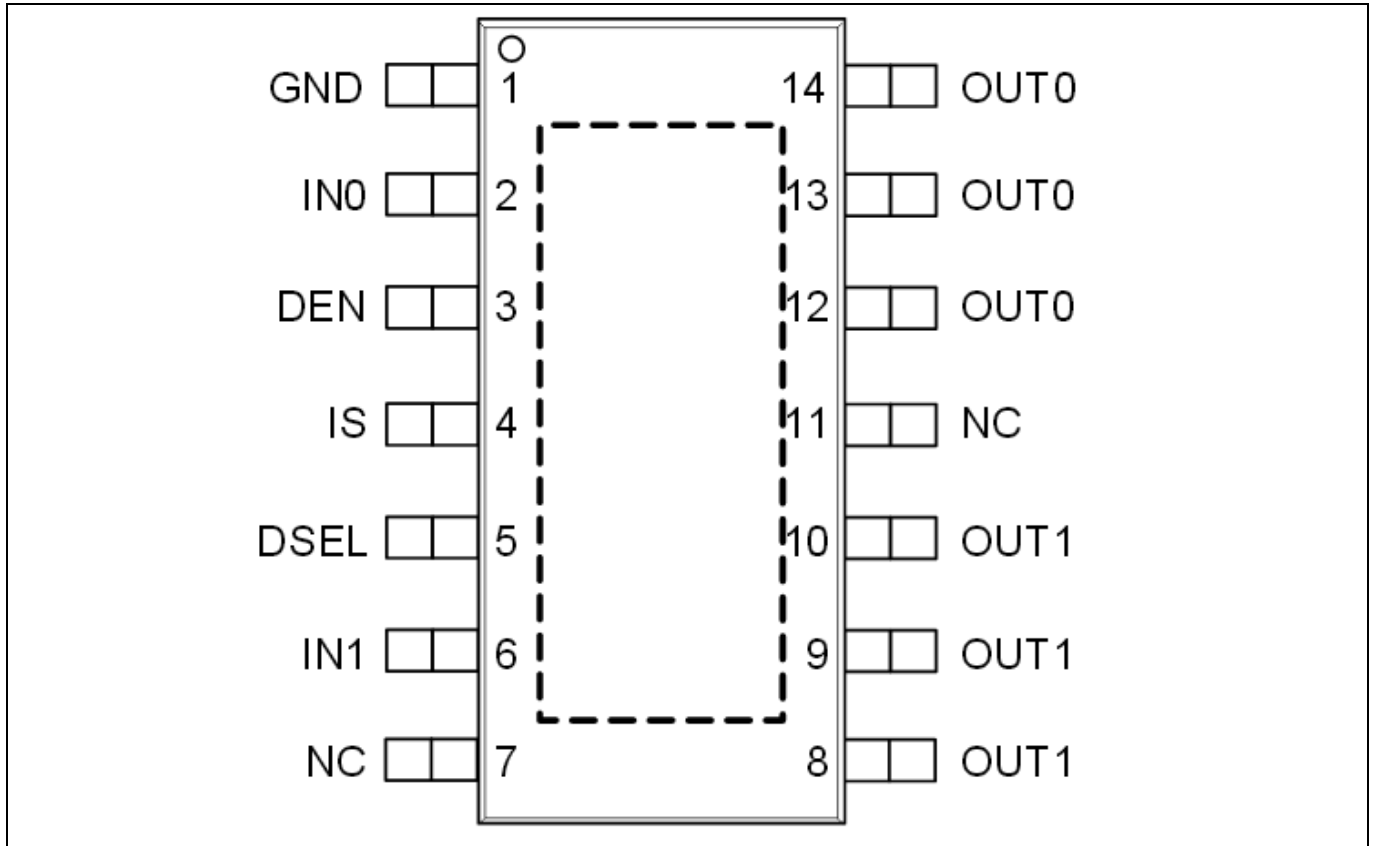 GND 1 14 OUT0
IN0 2 13 OUT0
DEN 3 12 OUT0
IS 4 11 NC
DSEL 5 10 OUT1
IN1 6 9 OUT1
NC 7 8 OUT1